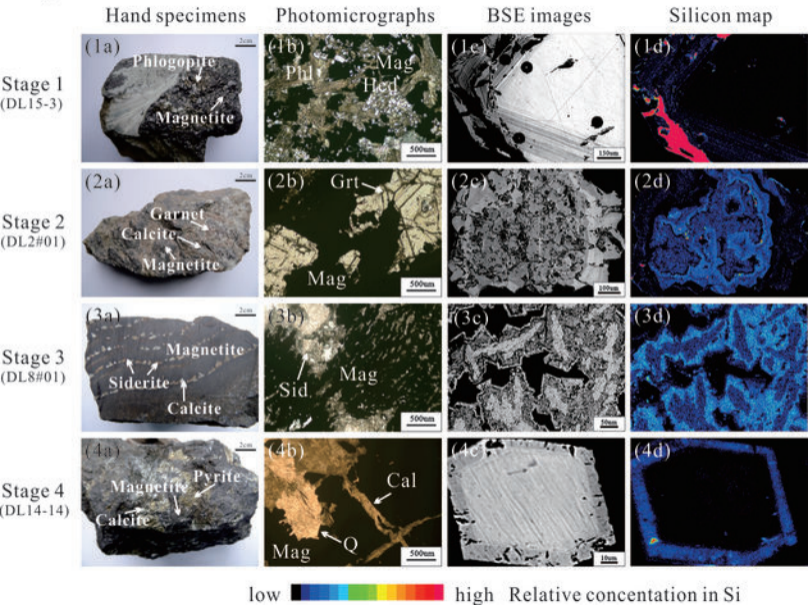 Hand specimens Photomicrographs BSE images Silicon map
Stage 1
(DL15-3)
(1a)
2cm
Phlogopite
Magnetite
(1b)
Phl
Mag
Hed
500um
(1c)
150um
(1d)
Stage 2
(DL2#01)
(2a)
2cm
Garnet
Calcite
Magnetite
(2b)
Grt
Mag
500um
(2c)
100um
(2d)
Stage 3
(DL8#01)
(3a)
2cm
Magnetite
Siderite
Calcite
(3b)
Sid
Mag
500um
(3c)
(3d)
Stage 4
(DL14-14)
(4a)
2cm
Pyrite
Magnetite
Calcite
(4b)
Cal
Q
Mag
500um
(4c)
10um
(4d)
low high Relative concentration in Si